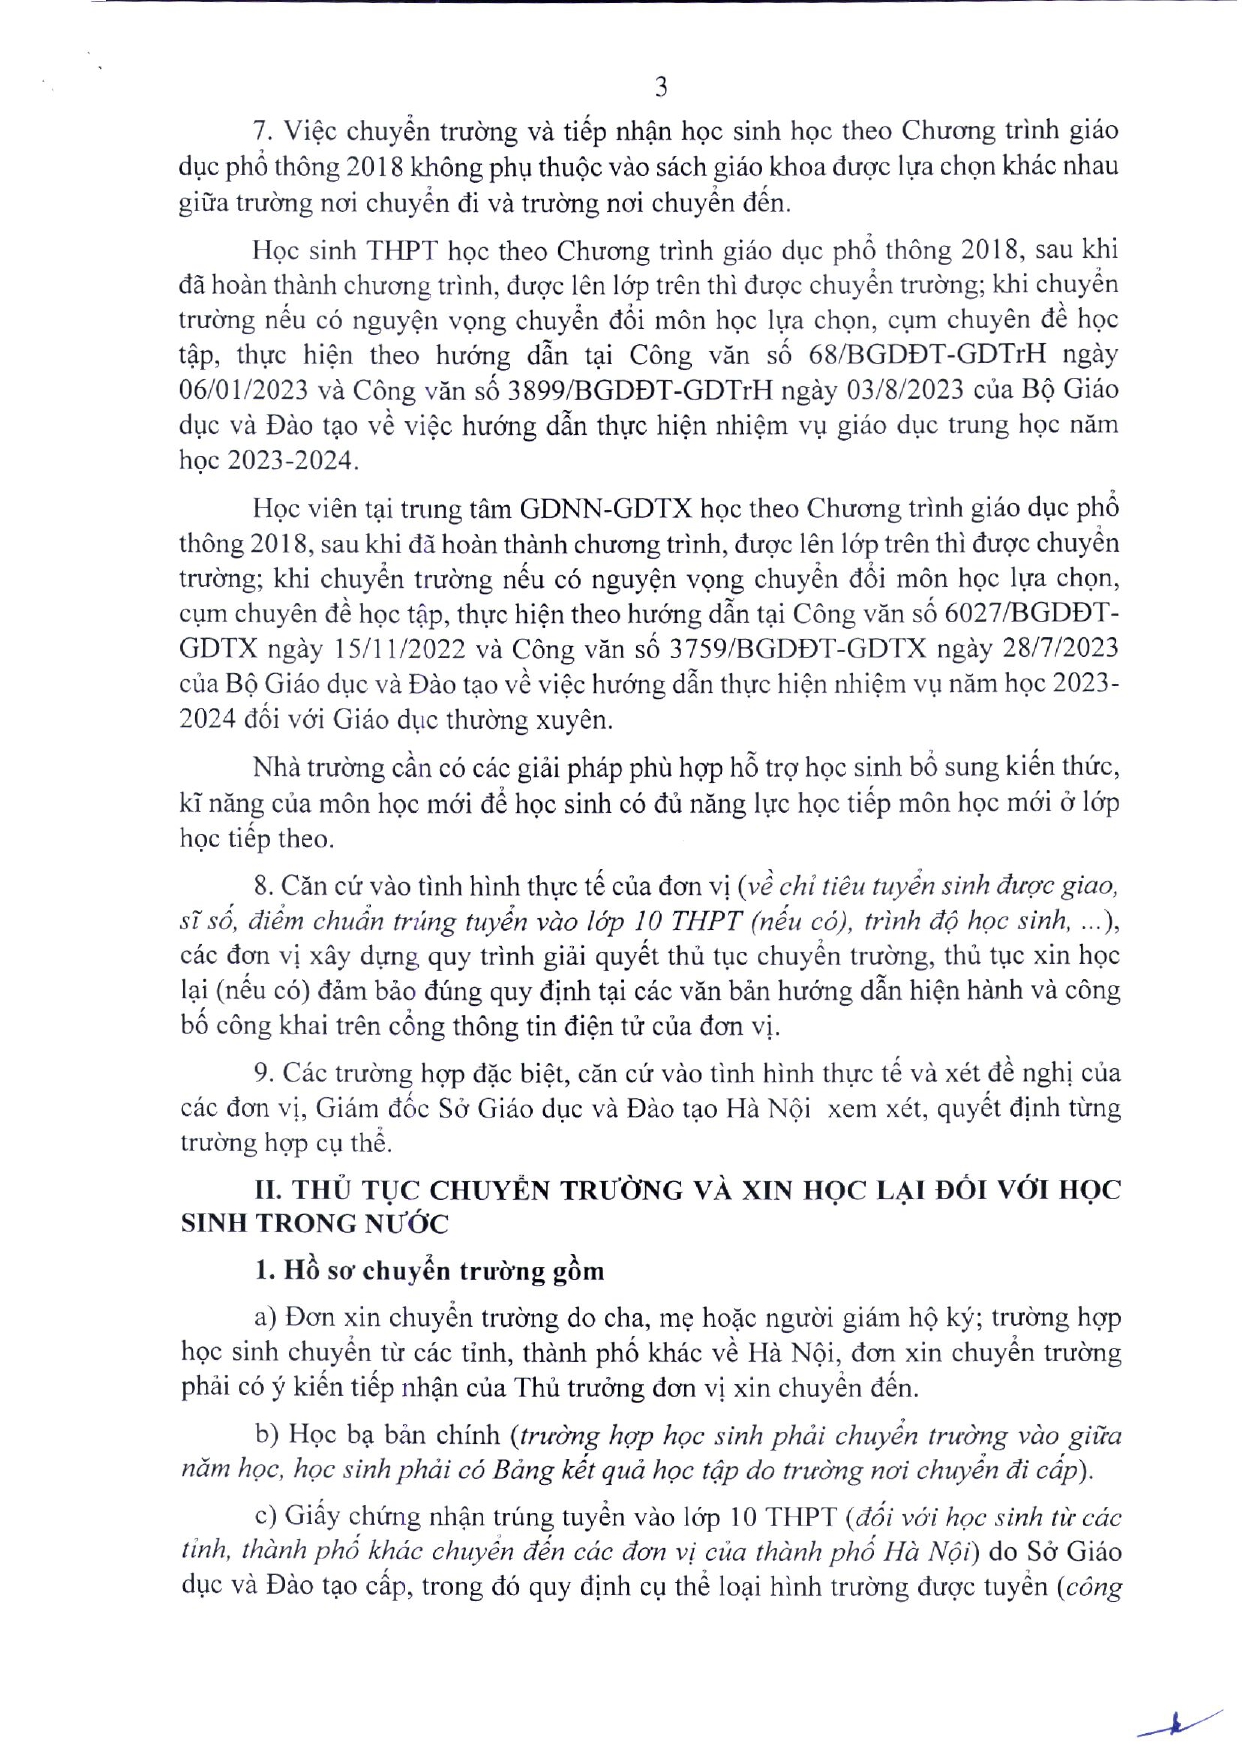 3
7. Việc chuyển trường và tiếp nhận học sinh học theo Chương trình giáo
dục phổ thông 2018 không phụ thuộc vào sách giáo khoa được lựa chọn khác nhau
giữa trường nơi chuyển đi và trường nơi chuyển đến.
Học sinh THPT học theo Chương trình giáo dục phổ thông 2018, sau khi
đã hoàn thành chương trình, được lên lớp trên thì được chuyển trường; khi chuyển
trường nếu có nguyện vọng chuyển đổi môn học lựa chọn, cụm chuyên đề học
tập, thực hiện theo hướng dẫn tại Công văn số 68/BGDĐT-GDTrH ngày
06/01/2023 và Công văn số 3899/BGDĐT-GDTrH ngày 03/8/2023 của Bộ Giáo
dục và Đào tạo về việc hướng dẫn thực hiện nhiệm vụ giáo dục trung học năm
học 2023-2024.
Học viên tại trung tâm GDNN-GDTX học theo Chương trình giáo dục phổ
thông 2018, sau khi đã hoàn thành chương trình, được lên lớp trên thì được chuyển
trường; khi chuyển trường nếu có nguyện vọng chuyển đổi môn học lựa chọn,
cụm chuyên đề học tập, thực hiện theo hướng dẫn tại Công văn số 6027/BGDĐT-
GDTX ngày 15/11/2022 và Công văn số 3759/BGDĐT-GDTX ngày 28/7/2023
của Bộ Giáo dục và Đào tạo về việc hướng dẫn thực hiện nhiệm vụ năm học 2023-
2024 đối với Giáo dục thường xuyên.
Nhà trường cần có các giải pháp phù hợp hỗ trợ học sinh bổ sung kiến thức,
kĩ năng của môn học mới để học sinh có đủ năng lực học tiếp môn học mới ở lớp
học tiếp theo.
8. Căn cứ vào tình hình thực tế của đơn vị (về chỉ tiêu tuyển sinh được giao,
sĩ số, điểm chuẩn trúng tuyển vào lớp 10 THPT (nếu có), trình độ học sinh, ...),
các đơn vị xây dựng quy trình giải quyết thủ tục chuyển trường, thủ tục xin học
lại (nếu có) đảm bảo đúng quy định tại các văn bản hướng dẫn hiện hành và công
bố công khai trên cổng thông tin điện tử của đơn vị.
9. Các trường hợp đặc biệt, căn cứ vào tình hình thực tế và xét đề nghị của
các đơn vị, Giám đốc Sở Giáo dục và Đào tạo Hà Nội xem xét, quyết định từng
trường hợp cụ thể.
II. THỦ TỤC CHUYỂN TRƯỜNG VÀ XIN HỌC LẠI ĐỐI VỚI HỌC
SINH TRONG NƯỚC
1. Hồ sơ chuyển trường gồm
a) Đơn xin chuyển trường do cha, mẹ hoặc người giám hộ ký; trường hợp
học sinh chuyển từ các tỉnh, thành phố khác về Hà Nội, đơn xin chuyển trường
phải có ý kiến tiếp nhận của Thủ trưởng đơn vị xin chuyển đến.
b) Học bạ bản chính (trường hợp học sinh phải chuyển trường vào giữa
năm học, học sinh phải có Bảng kết quả học tập do trường nơi chuyển đi cấp).
c) Giấy chứng nhận trúng tuyển vào lớp 10 THPT (đối với học sinh từ các
tỉnh, thành phố khác chuyển đến các đơn vị của thành phố Hà Nội) do Sở Giáo
dục và Đào tạo cấp, trong đó quy định cụ thể loại hình trường được tuyển (công